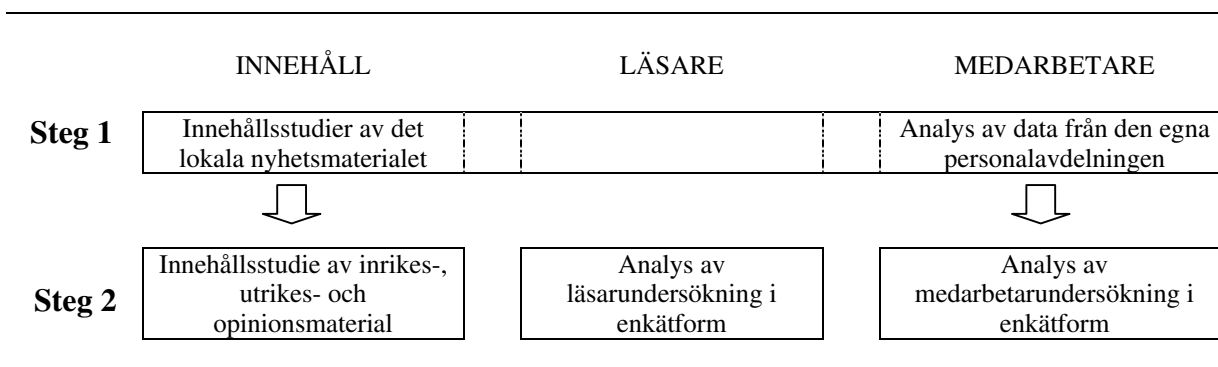 INNEHÅLL LÄSARE MEDARBETARE
Steg 1
Innehållsstudier av det
lokala nyhetsmaterialet
Analys av data från den egna
personalavdelningen
Steg 2
Innehållsstudie av inrikes-,
utrikes- och
opinionsmaterial
Analys av
läsarundersökning i
enkätform
Analys av
medarbetarundersökning i
enkätform